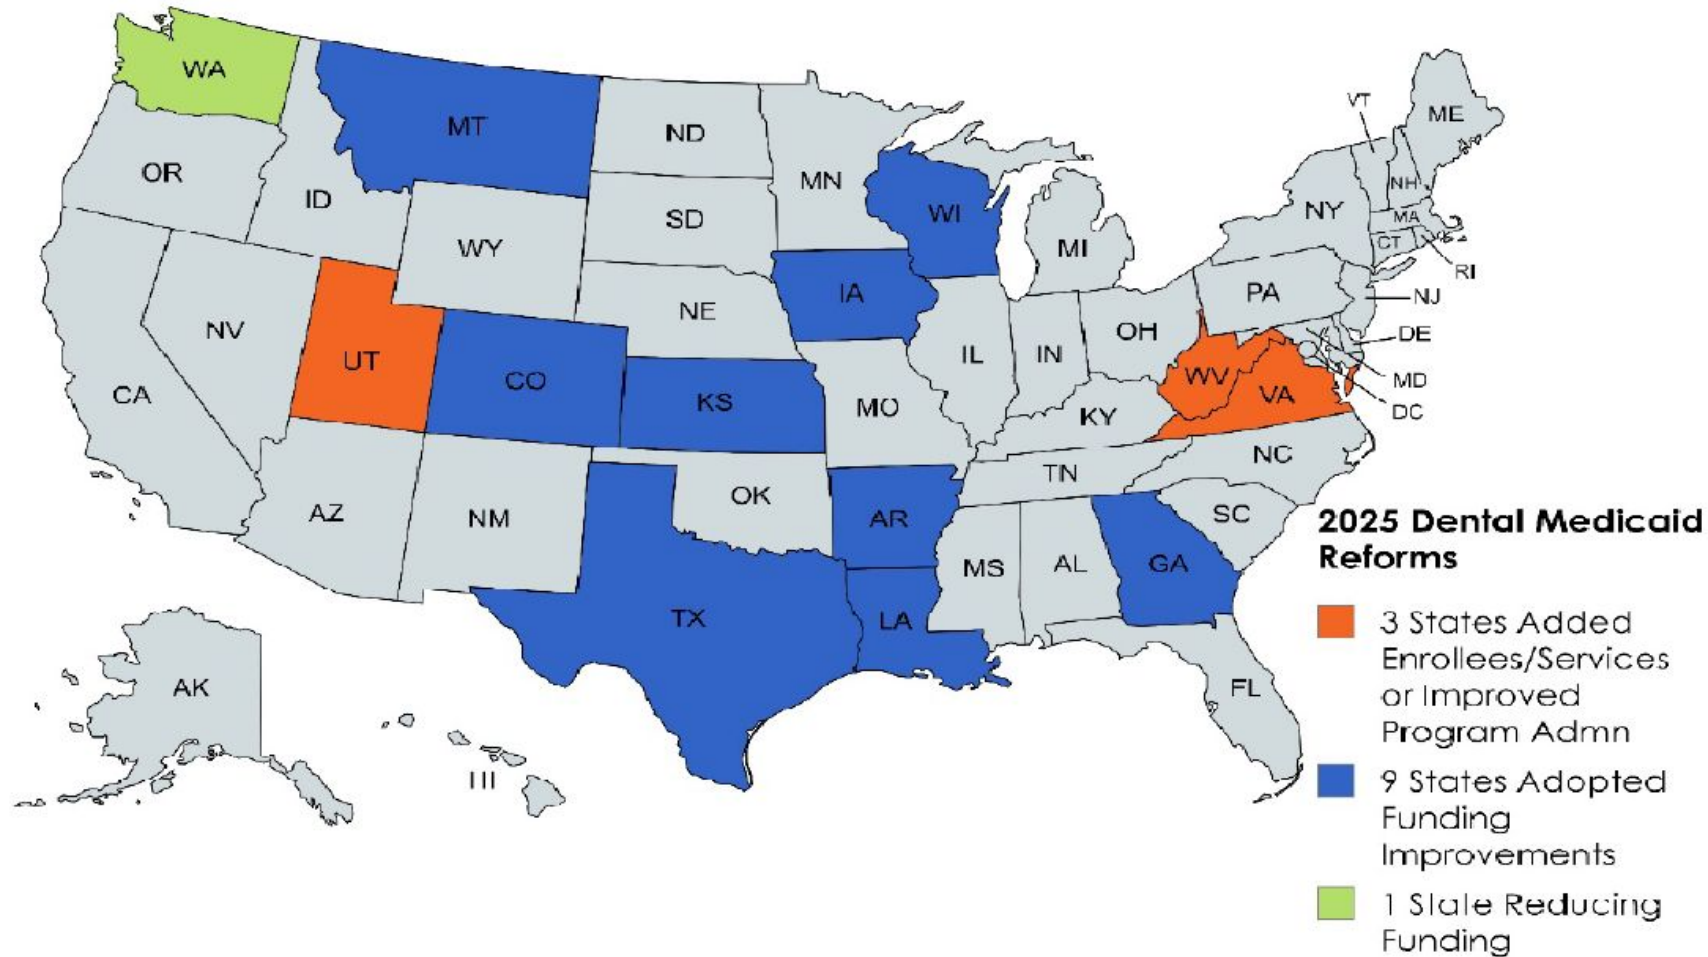 WA
MT
ND
MN
OR
ID
SD
WI
WY
MI
VT
ME
NH
NY
MA
CT
RI
NV
UT
CO
NE
IA
IL
IN
OH
PA
NJ
DE
MD
DC
CA
KS
MO
KY
WV
VA
AZ
NM
OK
AR
TN
NC
SC
TX
LA
MS
AL
GA
FL
AK
HI
2025 Dental Medicaid
Reforms
3 States Added
Enrollees/Services
or Improved
Program Admn
9 States Adopted
Funding
Improvements
1 State Reducing
Funding